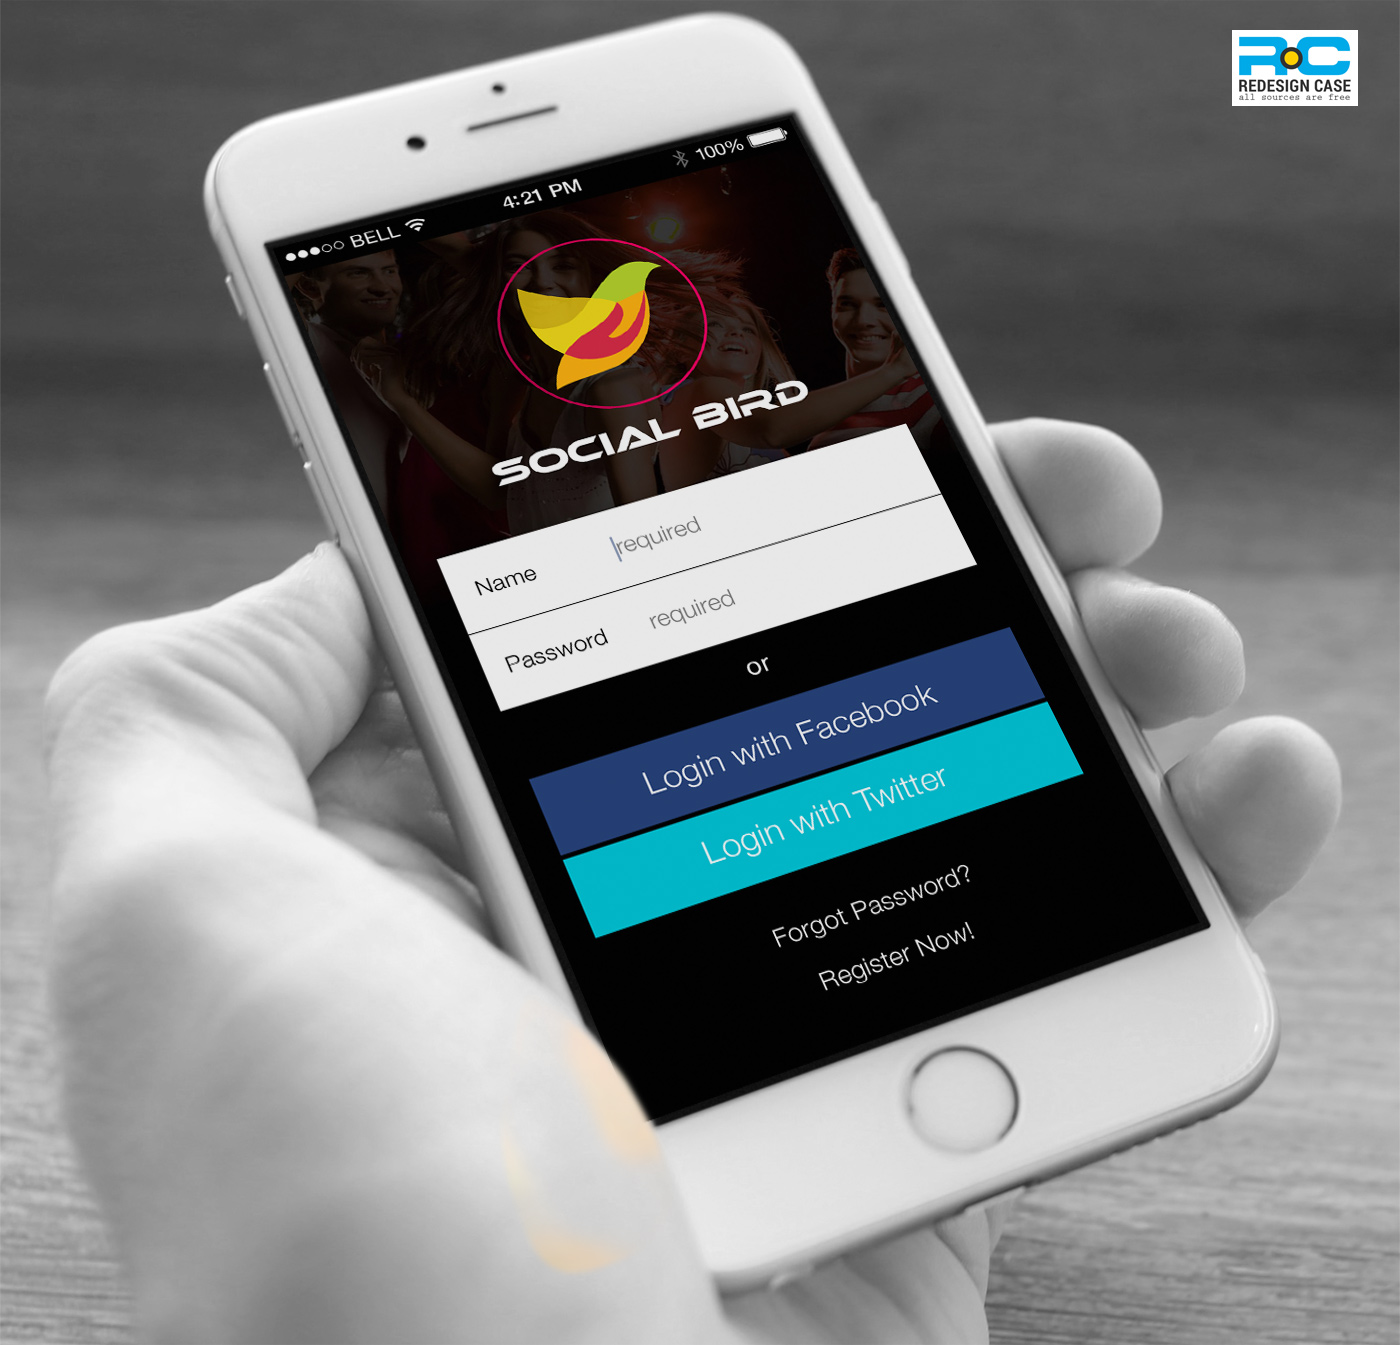 RC
REDESIGN CASE
all sources are free
BELL
4:21 PM
100%
SOCIAL BIRD
Name required
Password required
or
Login with Facebook
Login with Twitter
Forgot Password?
Register Now!